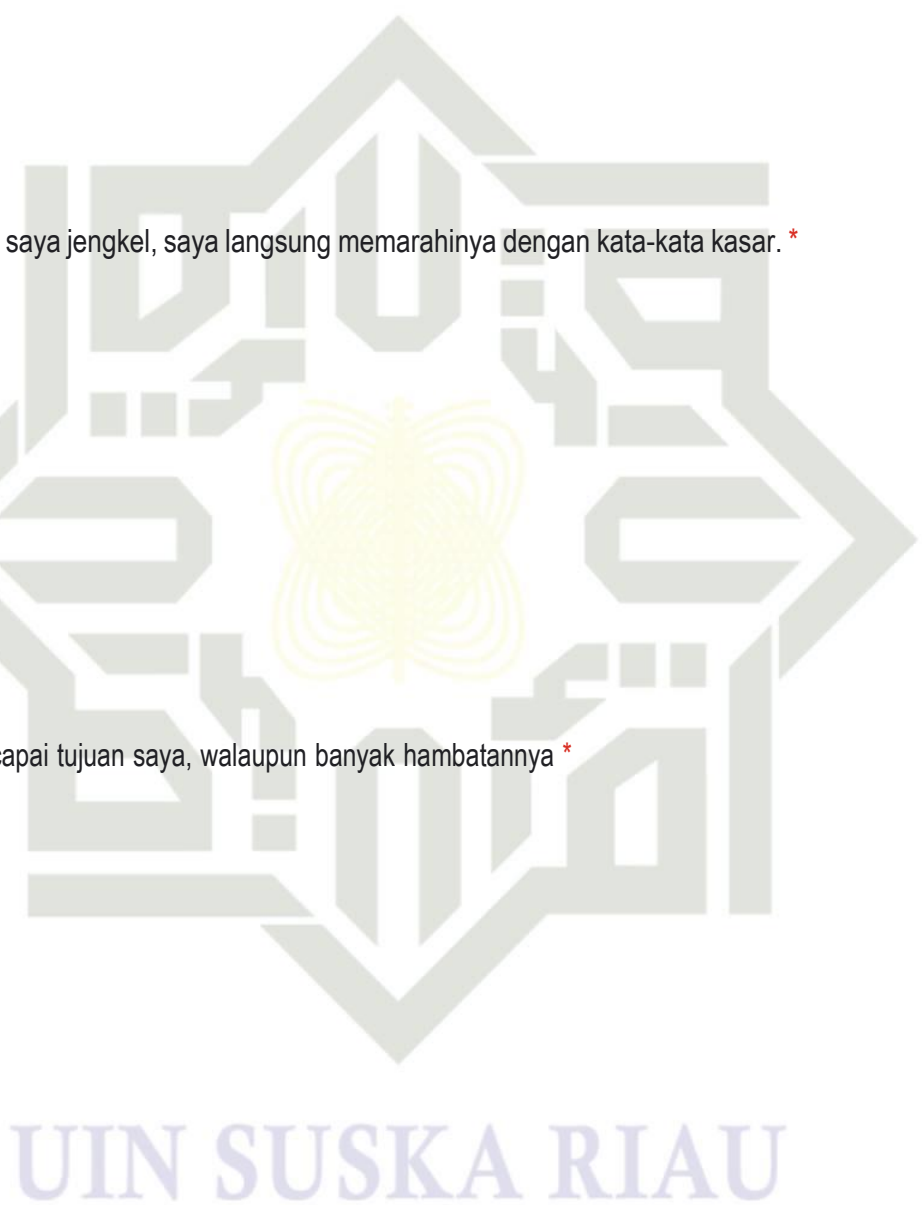 saya jengkel, saya langsung memarahinya dengan kata-kata kasar. *
capai tujuan saya, walaupun banyak hambatannya *
UIN SUSKA RIAU